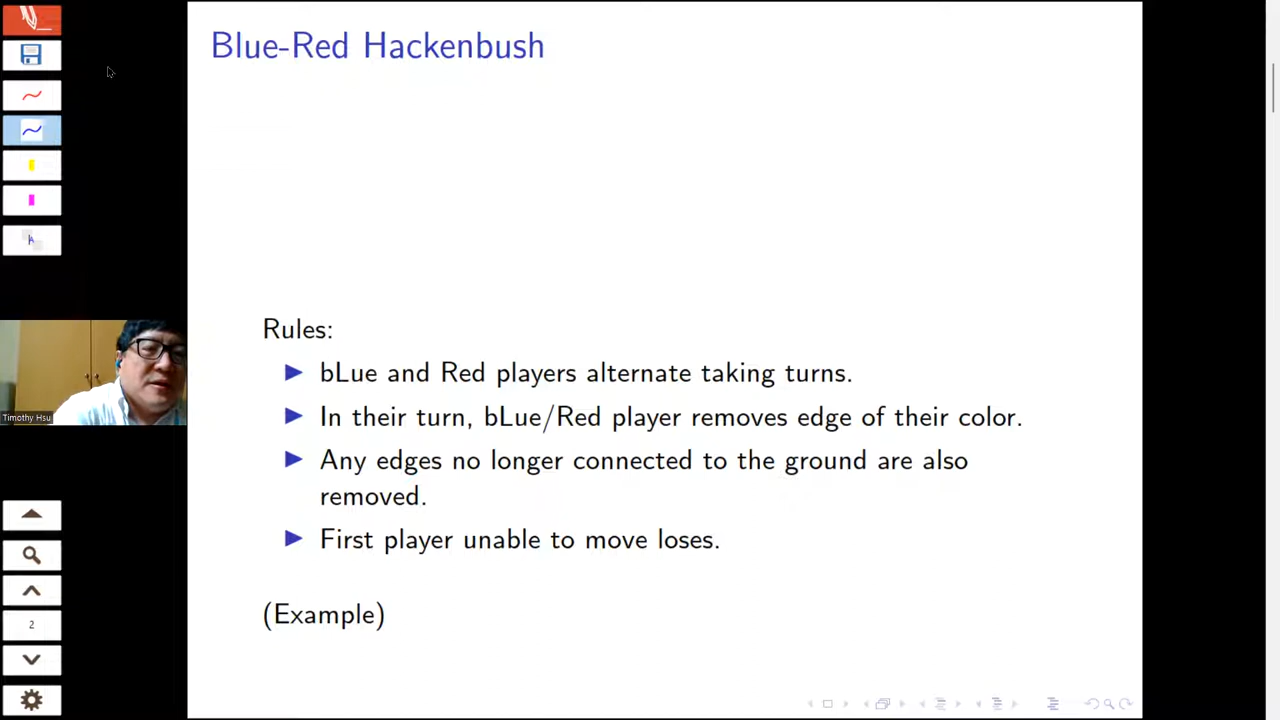 Blue-Red Hackenbush
Timothy Hsu
Rules:
▶ bLue and Red players alternate taking turns.
▶ In their turn, bLue/Red player removes edge of their color.
▶ Any edges no longer connected to the ground are also
removed.
▶ First player unable to move loses.
(Example)
2